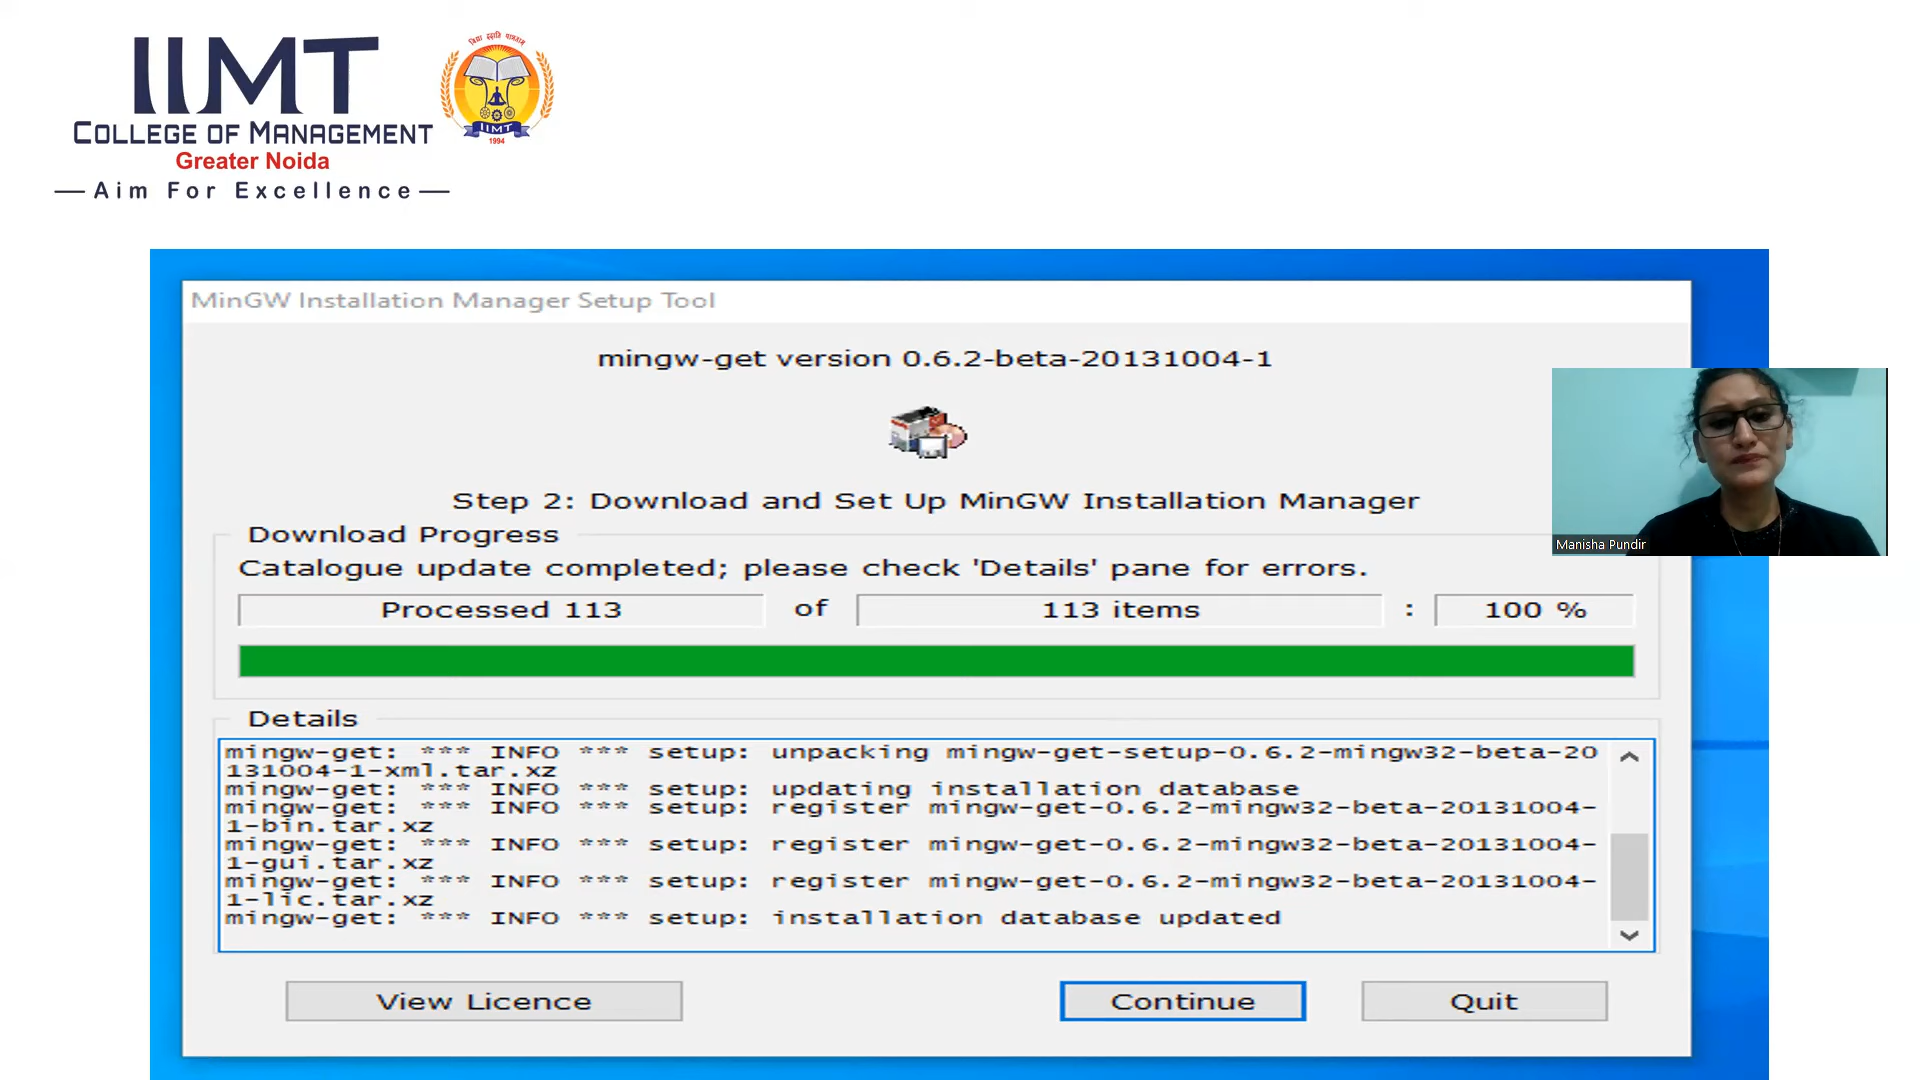 IIMT
COLLEGE OF MANAGEMENT
Greater Noida
Aim For Excellence
IIMT
1994
MinGW Installation Manager Setup Tool
mingw-get version 0.6.2-beta-20131004-1
Step 2: Download and Set Up MinGW Installation Manager
Download Progress
Catalogue update completed; please check 'Details' pane for errors.
Processed 113 of 113 items : 100 %
Details
mingw-get: *** INFO *** setup: unpacking mingw-get-setup-0.6.2-mingw32-beta-20
131004-1-xml.tar.xz
mingw-get: *** INFO *** setup: updating installation database
mingw-get: *** INFO *** setup: register mingw-get-0.6.2-mingw32-beta-20131004-
1-bin.tar.xz
mingw-get: *** INFO *** setup: register mingw-get-0.6.2-mingw32-beta-20131004-
1-gui.tar.xz
mingw-get: *** INFO *** setup: register mingw-get-0.6.2-mingw32-beta-20131004-
1-lic.tar.xz
mingw-get: *** INFO *** setup: installation database updated
View Licence Continue Quit
Manisha Pundir